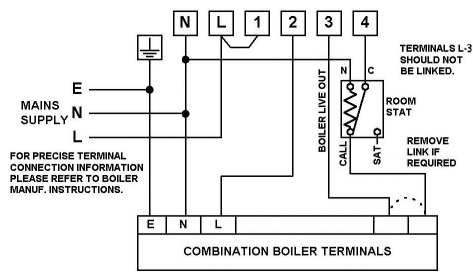 N L 1 2 3 4
TERMINALS L-3
SHOULD NOT
BE LINKED.
N C
E
MAINS
SUPPLY
N
L
BOILER LIVE OUT
ROOM
STAT
CALL
SAT
FOR PRECISE TERMINAL
CONNECTION INFORMATION
PLEASE REFER TO BOILER
MANUF. INSTRUCTIONS.
REMOVE
LINK IF
REQUIRED
E N L
COMBINATION BOILER TERMINALS